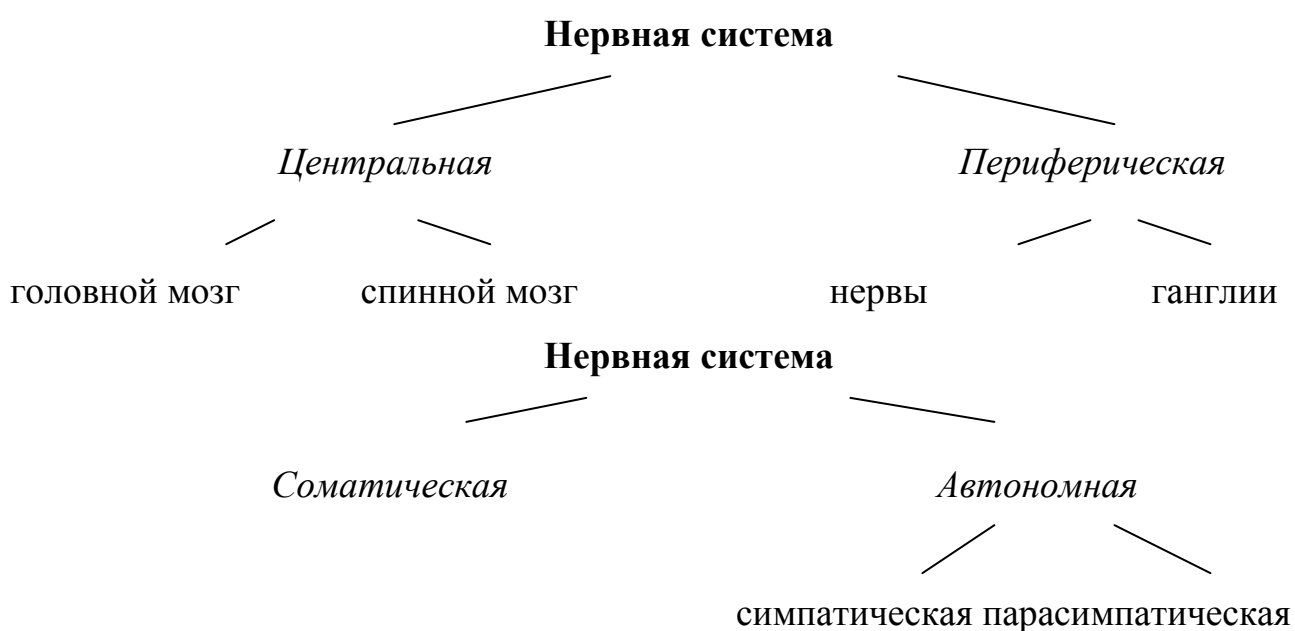 Нервная система
Центральная Периферическая
головной мозг спинной мозг нервы ганглии
Нервная система
Соматическая Автономная
симпатическая парасимпатическая